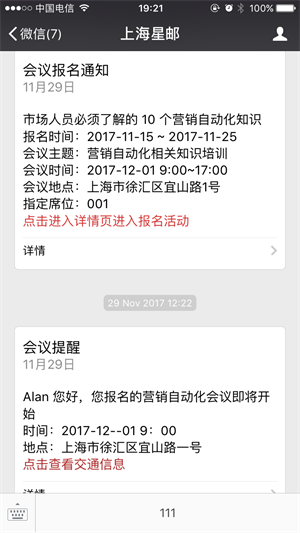 中国电信 19:21 100%
微信(7) 上海星邮
会议报名通知
11月29日
市场人员必须了解的 10 个营销自动化知识
报名时间：2017-11-15 ~ 2017-11-25
会议主题：营销自动化相关知识培训
会议时间：2017-12-01 9:00~17:00
会议地点：上海市徐汇区宜山路1号
指定席位：001
点击进入详情页进入报名活动
详情
29 Nov 2017 12:22
会议提醒
11月29日
Alan 您好，您报名的营销自动化会议即将开
始
时间：2017-12--01 9：00
地点：上海市徐汇区宜山路一号
点击查看交通信息
详情
111